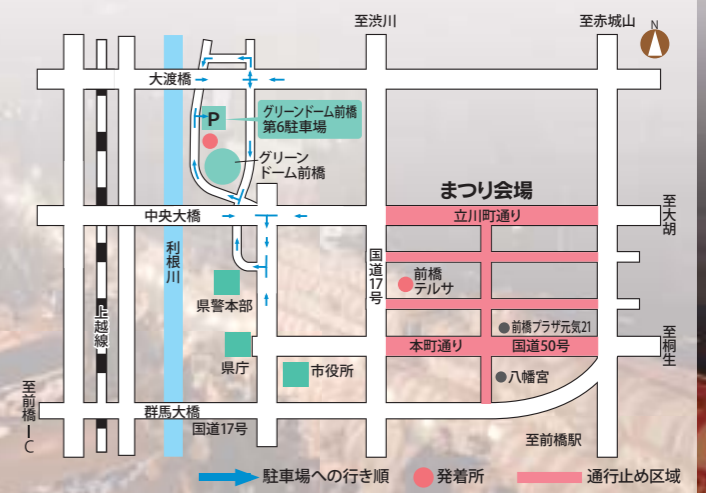 至渋川
至赤城山
N
大渡橋
P
グリーンドーム前橋
第6駐車場
グリーン
ドーム前橋
まつり会場
中央大橋
立川町通り
至大胡
利根川
国道17号
前橋
テルサ
県警本部
上越線
前橋プラザ元気21
本町通り
国道50号
至桐生
県庁
市役所
八幡宮
至前橋IC
群馬大橋
国道17号
至前橋駅
駐車場への行き順
発着所
通行止め区域